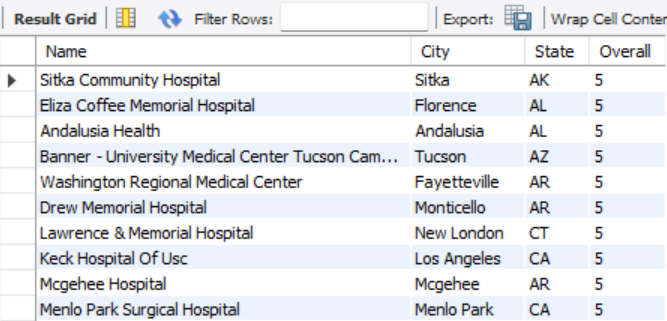 Result Grid Filter Rows: Export: Wrap Cell Conter
Name City State Overall
Sitka Community Hospital Sitka AK 5
Eliza Coffee Memorial Hospital Florence AL 5
Andalusia Health Andalusia AL 5
Banner - University Medical Center Tucson Cam... Tucson AZ 5
Washington Regional Medical Center Fayetteville AR 5
Drew Memorial Hospital Monticello AR 5
Lawrence & Memorial Hospital New London CT 5
Keck Hospital Of Usc Los Angeles CA 5
Mcgehee Hospital Mcgehee AR 5
Menlo Park Surgical Hospital Menlo Park CA 5